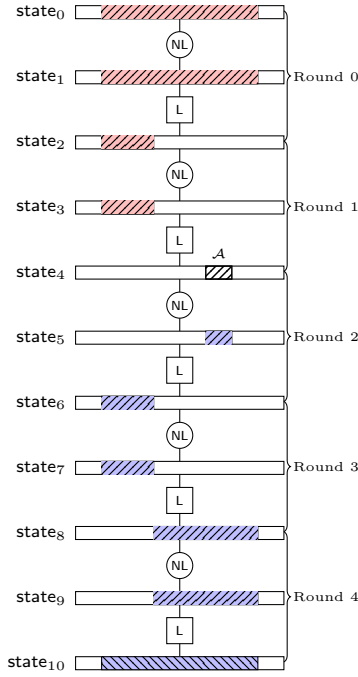 state₀
NL
state₁
Round 0
L
state₂
NL
state₃
Round 1
L
𝒜
state₄
NL
state₅
Round 2
L
state₆
NL
state₇
Round 3
L
state₈
NL
state₉
Round 4
L
state₁₀